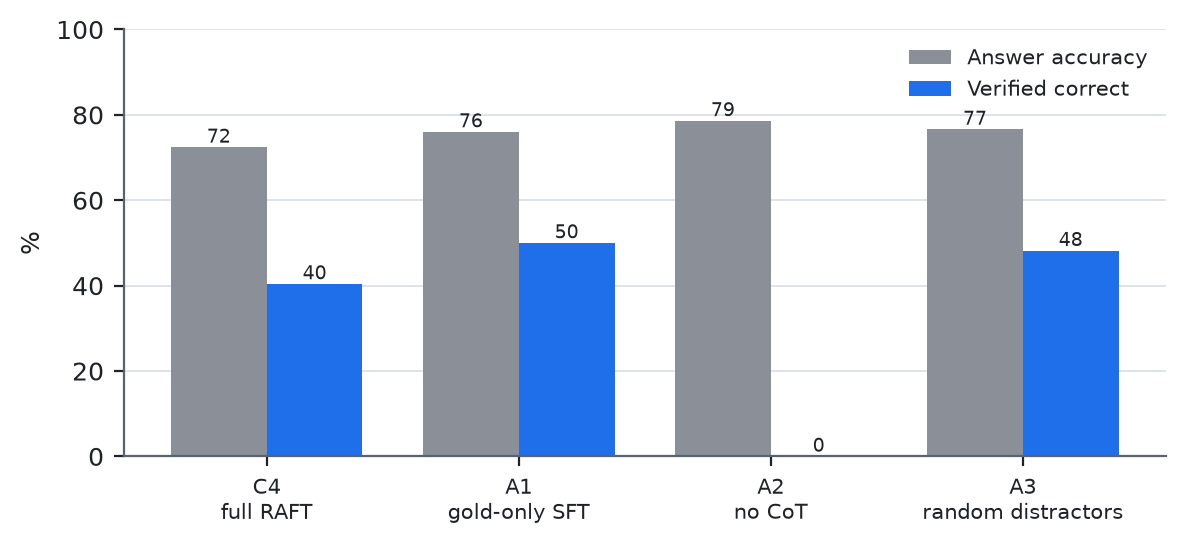 100
80
60
40
20
0
%
Answer accuracy
Verified correct
72
40
76
50
79
0
77
48
C4
full RAFT
A1
gold-only SFT
A2
no CoT
A3
random distractors